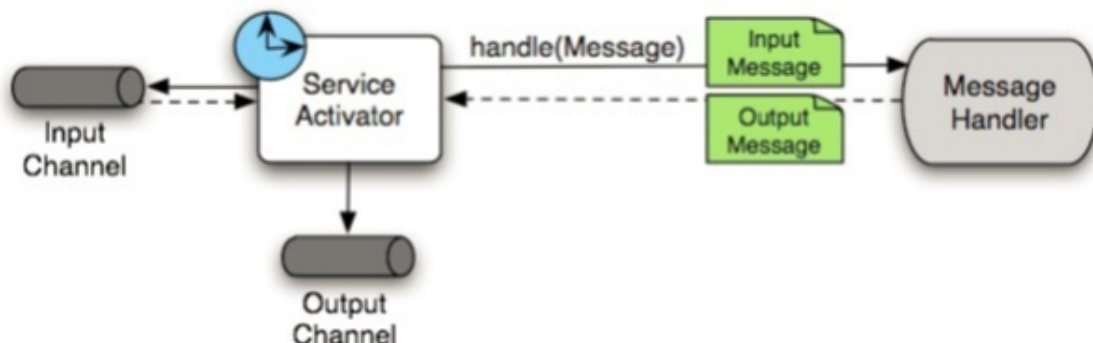 handle(Message)
Input
Message
Service
Activator
Message
Handler
Input
Channel
Output
Message
Output
Channel